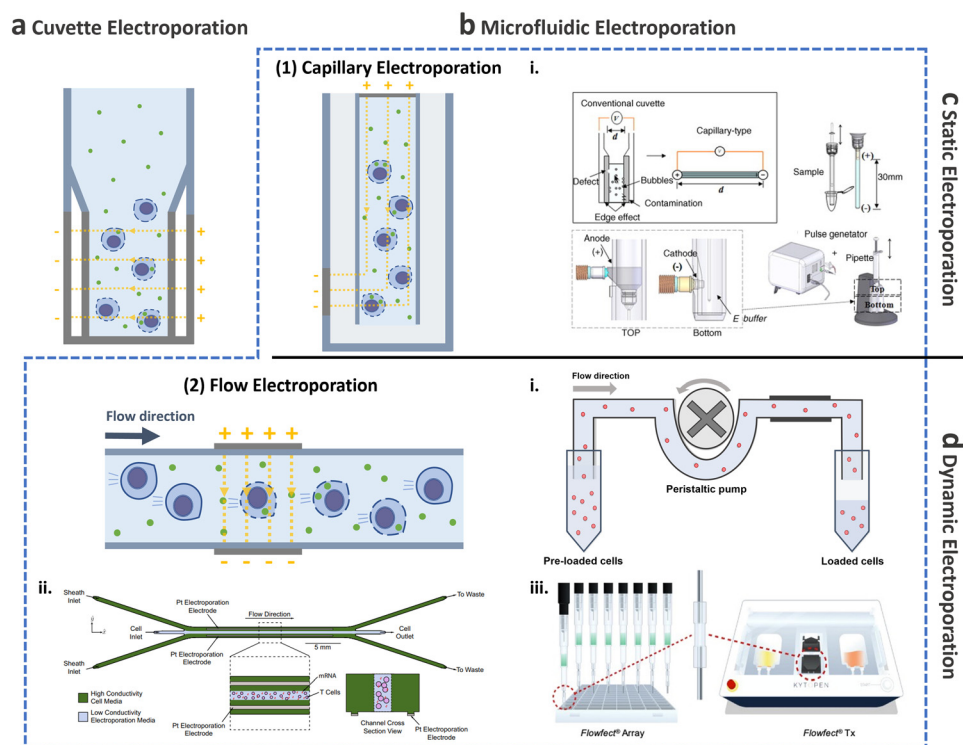 a Cuvette Electroporation
b Microfluidic Electroporation
c Static Electroporation
d Dynamic Electroporation
- +
- +
- +
- +
(1) Capillary Electroporation
+ + +
-
-
-
i.
Conventional cuvette
V
d
Capillary-type
V
+ -
d
Defect
Bubbles
Contamination
Edge effect
Sample
(+)
30mm
(-)
Anode
(+)
Cathode
(-)
E buffer
TOP
Bottom
Pulse genetator
+
Pipette
Top
Bottom
(2) Flow Electroporation
Flow direction
+ + + +
- - - -
i.
Flow direction
Peristaltic pump
Pre-loaded cells
Loaded cells
ii.
Sheath
Inlet
Pt Electroporation
Electrode
Flow Direction
To Waste
Cell
Inlet
Cell
Outlet
Pt Electroporation
Electrode
5 mm
Sheath
Inlet
To Waste
mRNA
T Cells
High Conductivity
Cell Media
Low Conductivity
Electroporation Media
Pt Electroporation
Electrode
Channel Cross
Section View
Pt Electroporation
Electrode
iii.
KYTOPEN
Flowfect® Array
Flowfect® Tx